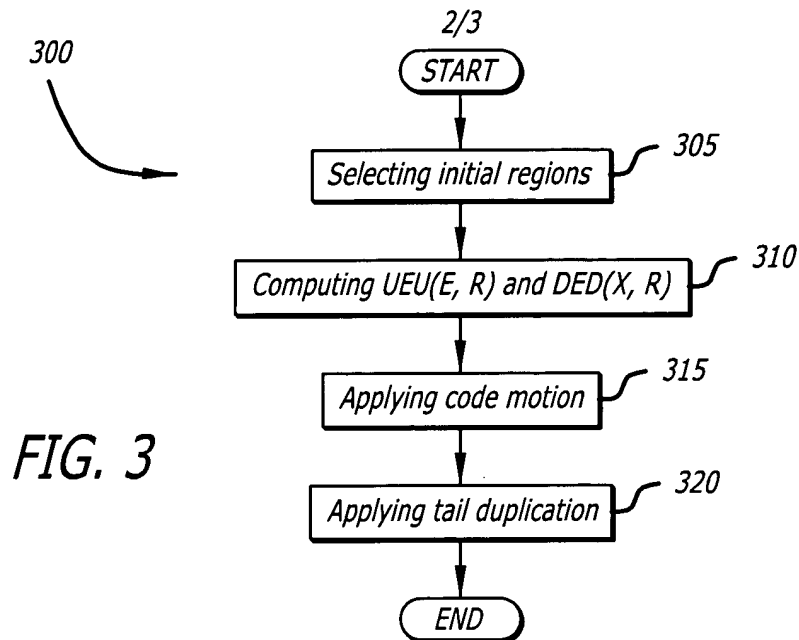 2/3
300
START
305
Selecting initial regions
310
Computing UEU(E, R) and DED(X, R)
315
Applying code motion
FIG. 3
320
Applying tail duplication
END